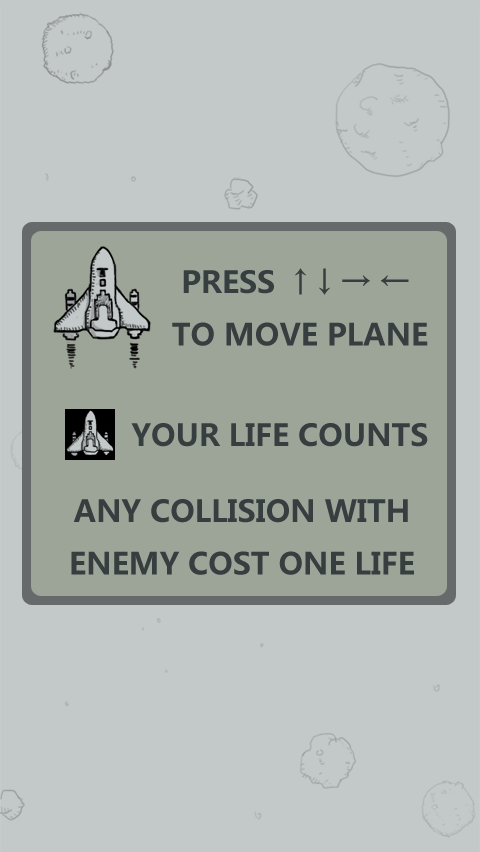 PRESS ↑↓→←
TO MOVE PLANE
YOUR LIFE COUNTS
ANY COLLISION WITH
ENEMY COST ONE LIFE